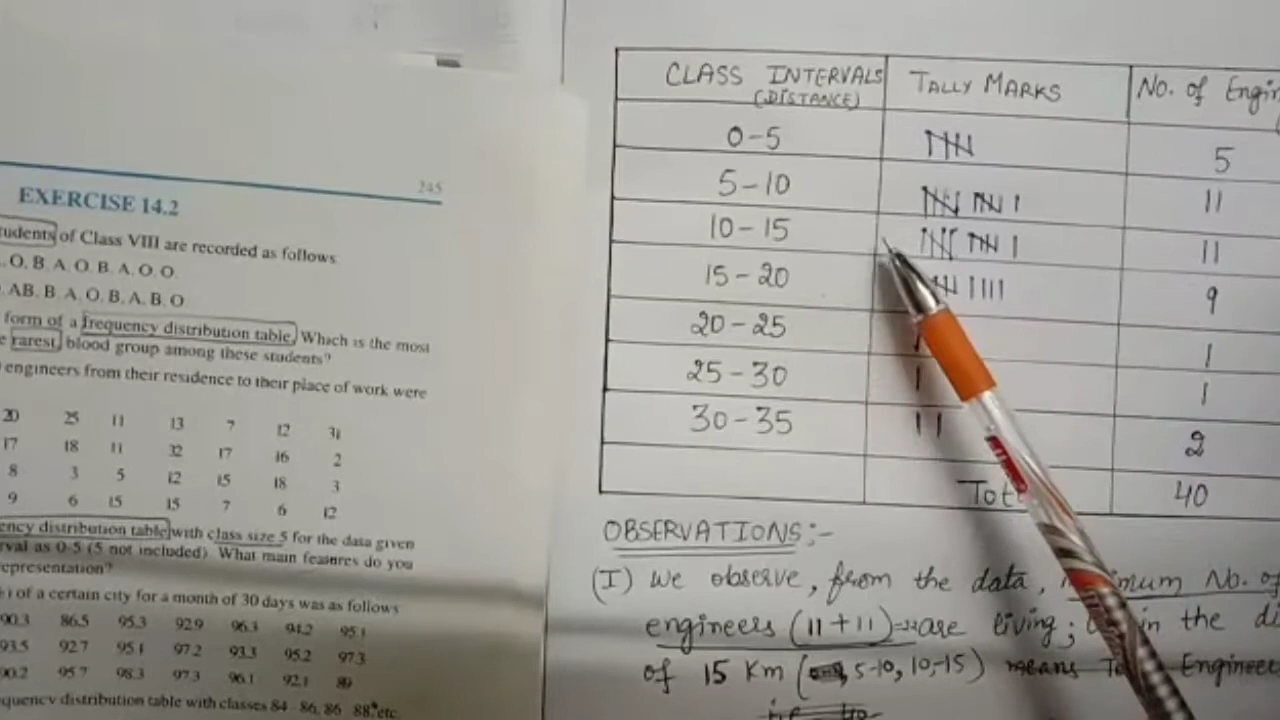 245
EXERCISE 14.2
of Class VIII are recorded as follows
O, B, A, O, B, A, O, O.
AB, B, A, O, B, A, B, O
form of a frequency distribution table. Which is the most
rarest, blood group among these students?
engineers from their residence to their place of work were
20 25 11 13 7 12 31
17 18 11 32 17 16 2
8 3 5 12 15 18 3
9 6 15 15 7 6 12
distribution table with class size 5 for the data given
as 0-5 (5 not included). What main features do you
of a certain city for a month of 30 days was as follows
90.3 86.5 95.3 92.9 96.3 94.2 95.1
93.5 92.7 95.1 97.2 93.3 95.2 97.3
90.2 95.7 98.3 97.3 96.1 92.1 89
distribution table with classes 84 - 86, 86 - 88 etc.
CLASS INTERVALS (DISTANCE) TALLY MARKS No. of
0-5 5
5-10 11
10-15 11
15-20 9
20-25 1
25-30 1
30-35 2
40
OBSERVATIONS:-
(I) We observe, from the data, No. of
engineers (11+11)=22 are living; in the
of 15 Km (5-10, 10-15) means